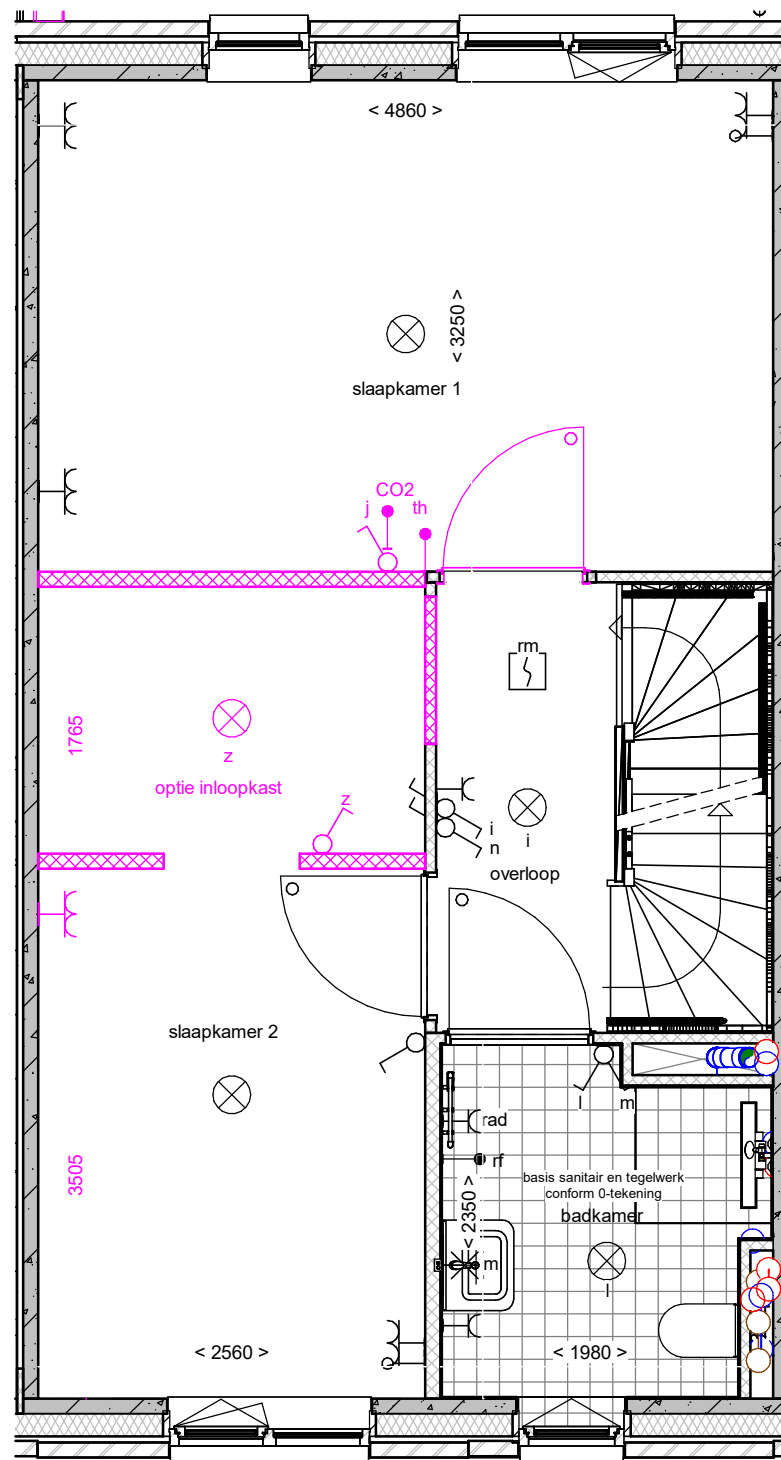 < 4860 >
< 3250 >
slaapkamer 1
CO2
j
th
rm
1765
z
optie inloopkast
z
i
n
i
overloop
slaapkamer 2
l
m
rad
rf
3505
basis sanitair en tegelwerk
conform 0-tekening
badkamer
< 2350 >
m
l
< 2560 >
< 1980 >